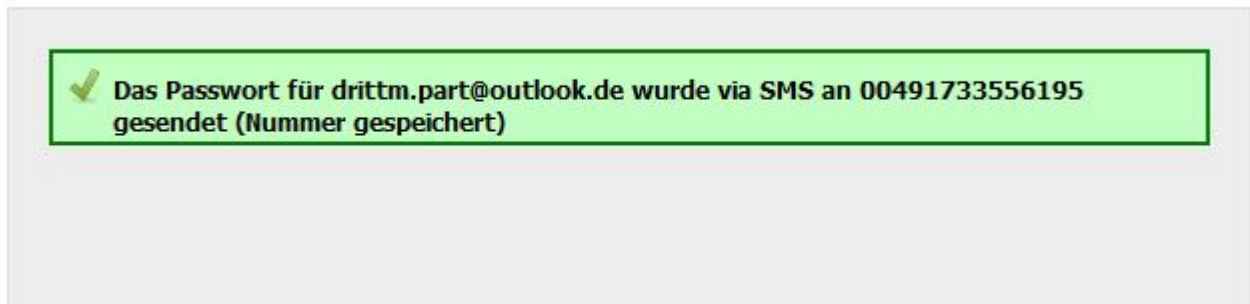 Das Passwort für drittm.part@outlook.de wurde via SMS an 00491733556195
gesendet (Nummer gespeichert)